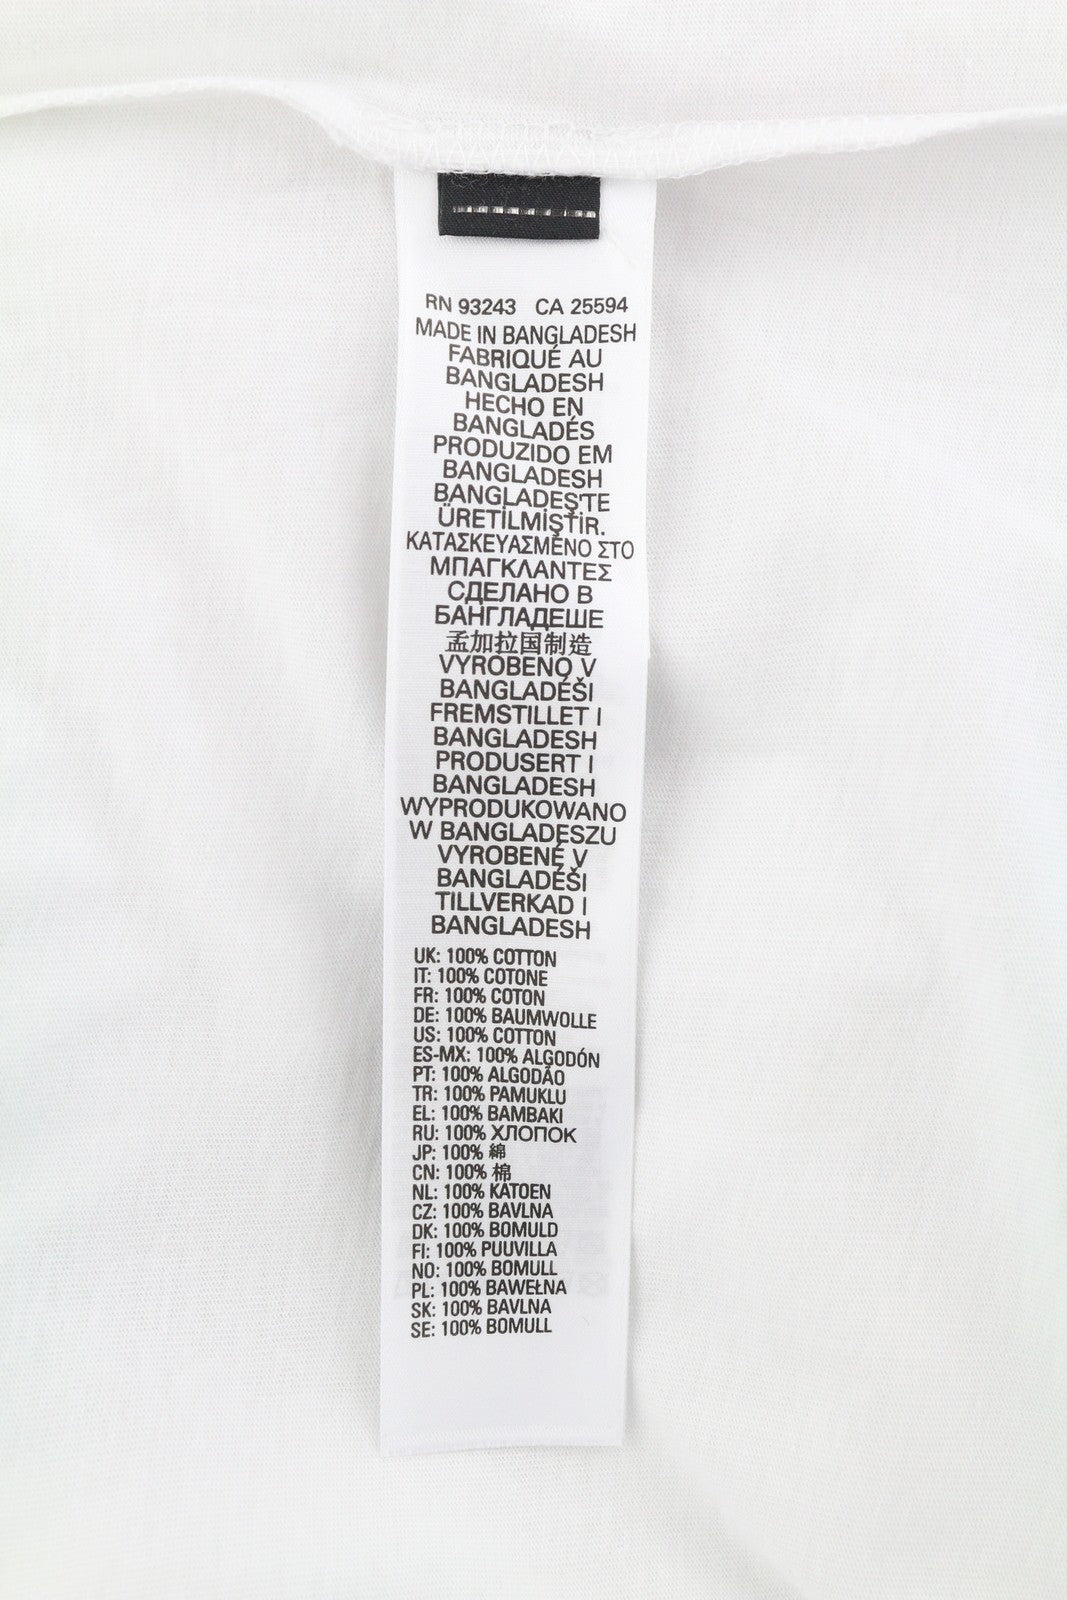 RN 93243 CA 25594
MADE IN BANGLADESH
FABRIQUÉ AU
BANGLADESH
HECHO EN
BANGLADÉS
PRODUZIDO EM
BANGLADESH
BANGLADEŞ'TE
ÜRETİLMİŞTİR.
ΚΑΤΑΣΚΕΥΑΣΜΕΝΟ ΣΤΟ
ΜΠΑΓΚΛΑΝΤΕΣ
СДЕЛАНО В
БАНГЛАДЕШЕ
孟加拉国制造
VYROBENO V
BANGLADÉŠI
FREMSTILLET I
BANGLADESH
PRODUSERT I
BANGLADESH
WYPRODUKOWANO
W BANGLADESZU
VYROBENÉ V
BANGLADÉŠI
TILLVERKAD I
BANGLADESH
UK: 100% COTTON
IT: 100% COTONE
FR: 100% COTON
DE: 100% BAUMWOLLE
US: 100% COTTON
ES-MX: 100% ALGODÓN
PT: 100% ALGODÃO
TR: 100% PAMUKLU
EL: 100% ΒΑΜΒΑΚΙ
RU: 100% ХЛОПОК
JP: 100% 綿
CN: 100% 棉
NL: 100% KATOEN
CZ: 100% BAVLNA
DK: 100% BOMULD
FI: 100% PUUVILLA
NO: 100% BOMULL
PL: 100% BAWEŁNA
SK: 100% BAVLNA
SE: 100% BOMULL